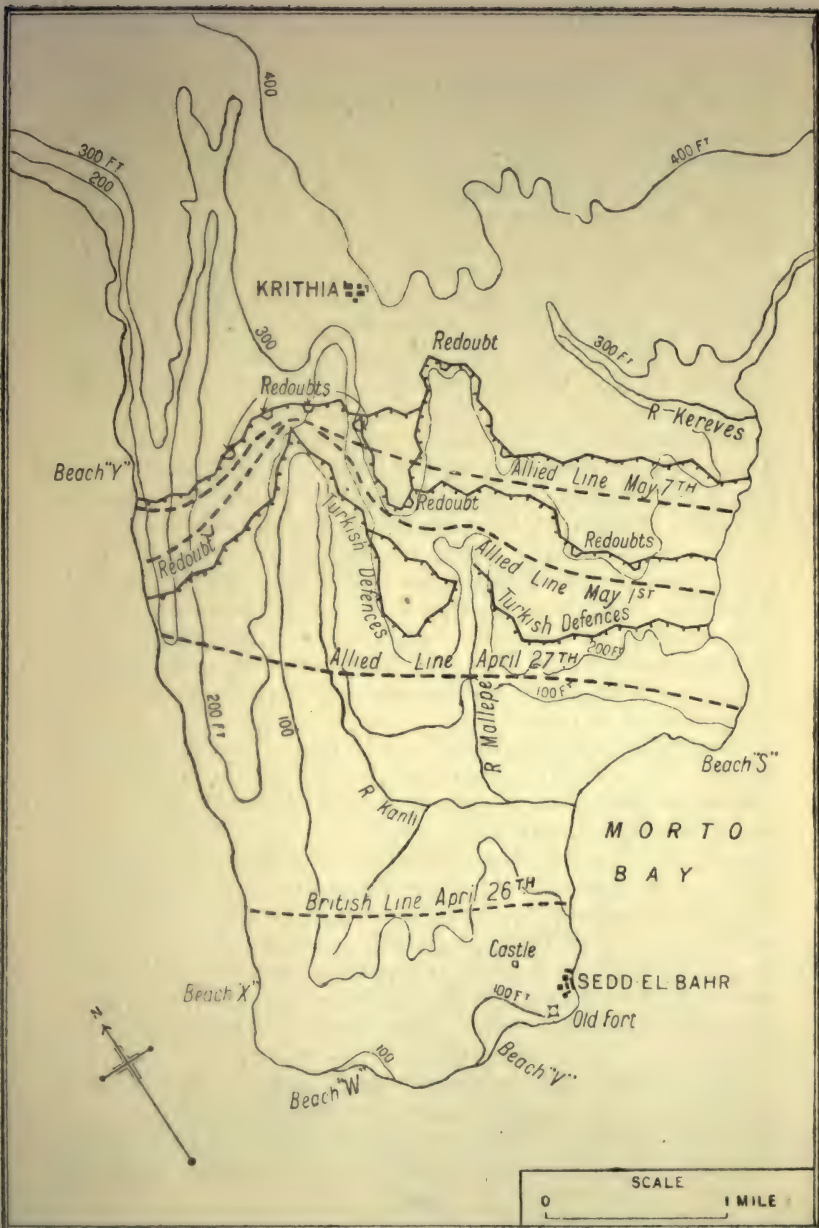 400
300 FT
200
400 FT
KRITHIA
300
Redoubt
300 FT
Redoubts
R-Kereves
Beach "Y"
Allied Line May 7TH
Redoubt
Turkish Defences
Redoubts
Redoubt
Allied Line May 1ST
Turkish Defences
Allied Line April 27TH
200 FT
100 FT
200 FT
100
R Mallepe
Beach "S"
R Kanli
MORTO
BAY
British Line April 26TH
Castle
SEDD·EL·BAHR
Beach "X"
100 FT
Old Fort
N
100
Beach "V"
Beach "W"
SCALE
0 1 MILE